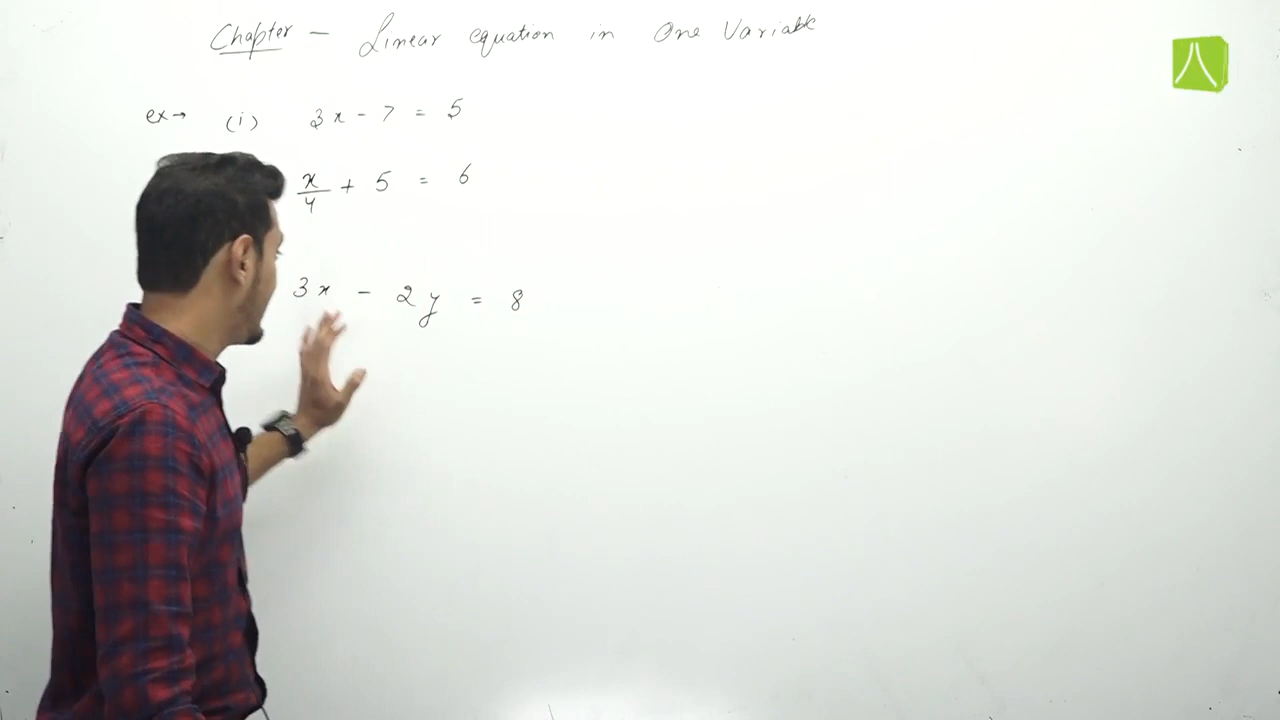 Chapter - Linear equation in One Variable
ex→ (i) 3x - 7 = 5
x/4 + 5 = 6
3x - 2y = 8